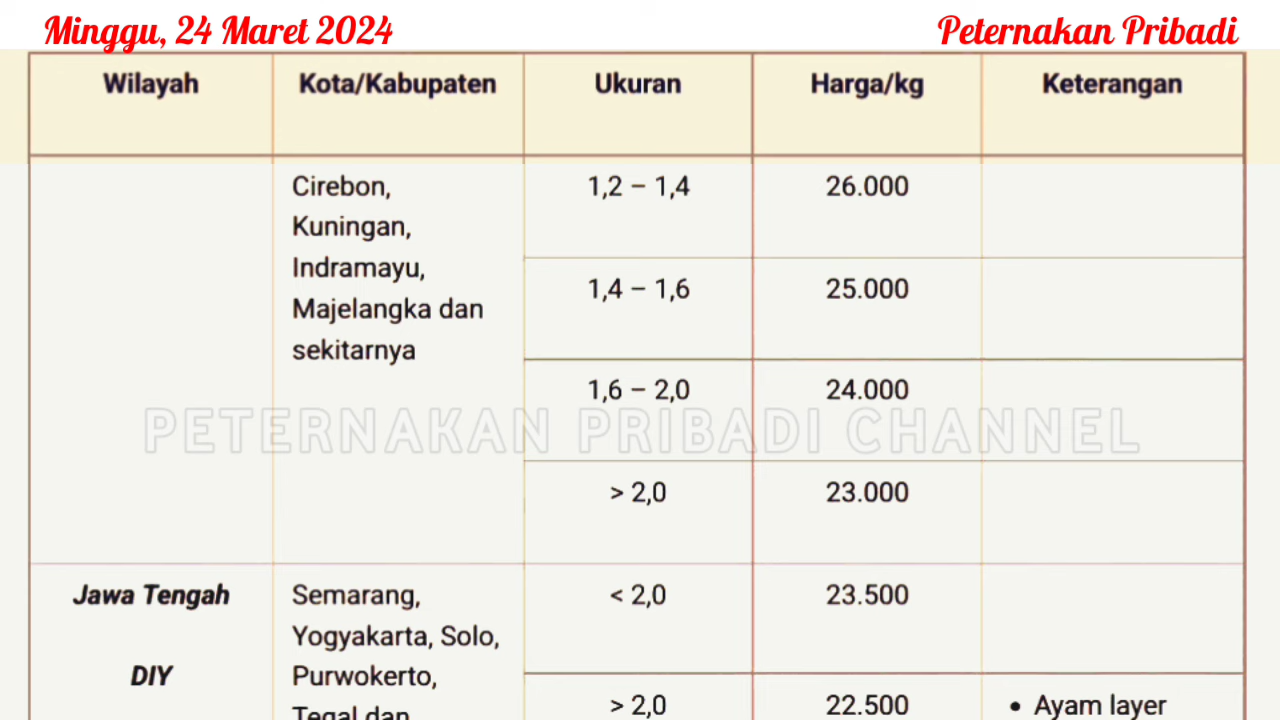 Minggu, 24 Maret 2024
Peternakan Pribadi
Wilayah Kota/Kabupaten Ukuran Harga/kg Keterangan
Cirebon, 1,2 – 1,4 26.000
Kuningan,
Indramayu,
1,4 – 1,6 25.000
Majelangka dan
sekitarnya
1,6 – 2,0 24.000
PETERNAKAN PRIBADI CHANNEL
> 2,0 23.000
Jawa Tengah Semarang, < 2,0 23.500
Yogyakarta, Solo,
DIY Purwokerto,
> 2,0 22.500 • Ayam layer
Tegal dan